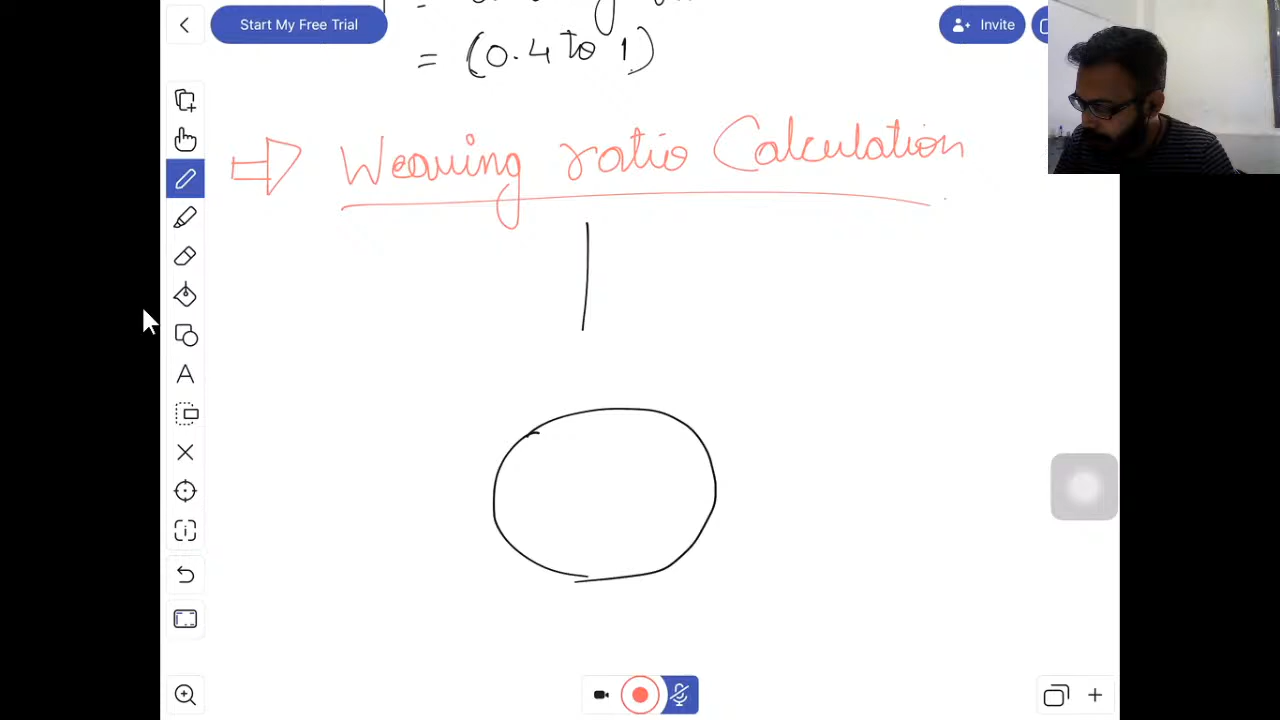 Start My Free Trial
Invite
= (0.4 to 1)
Weaving ratio Calculation